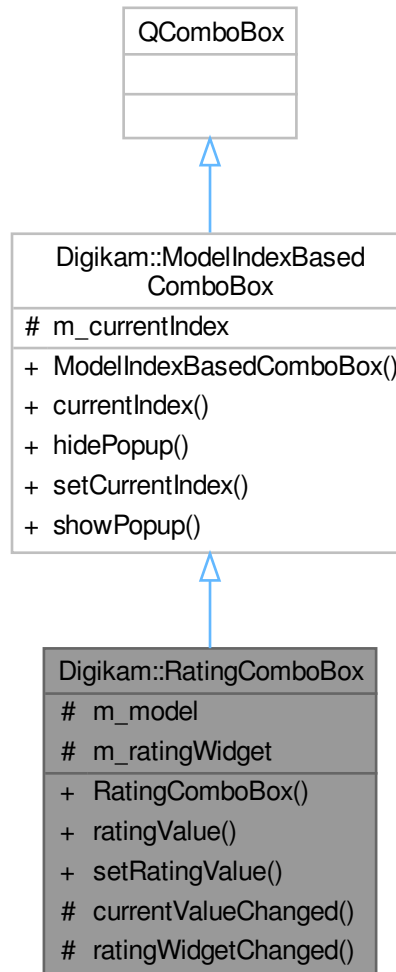 QComboBox
Digikam::ModelIndexBased
ComboBox
# m_currentIndex
+ ModelIndexBasedComboBox()
+ currentIndex()
+ hidePopup()
+ setCurrentIndex()
+ showPopup()
Digikam::RatingComboBox
# m_model
# m_ratingWidget
+ RatingComboBox()
+ ratingValue()
+ setRatingValue()
# currentValueChanged()
# ratingWidgetChanged()